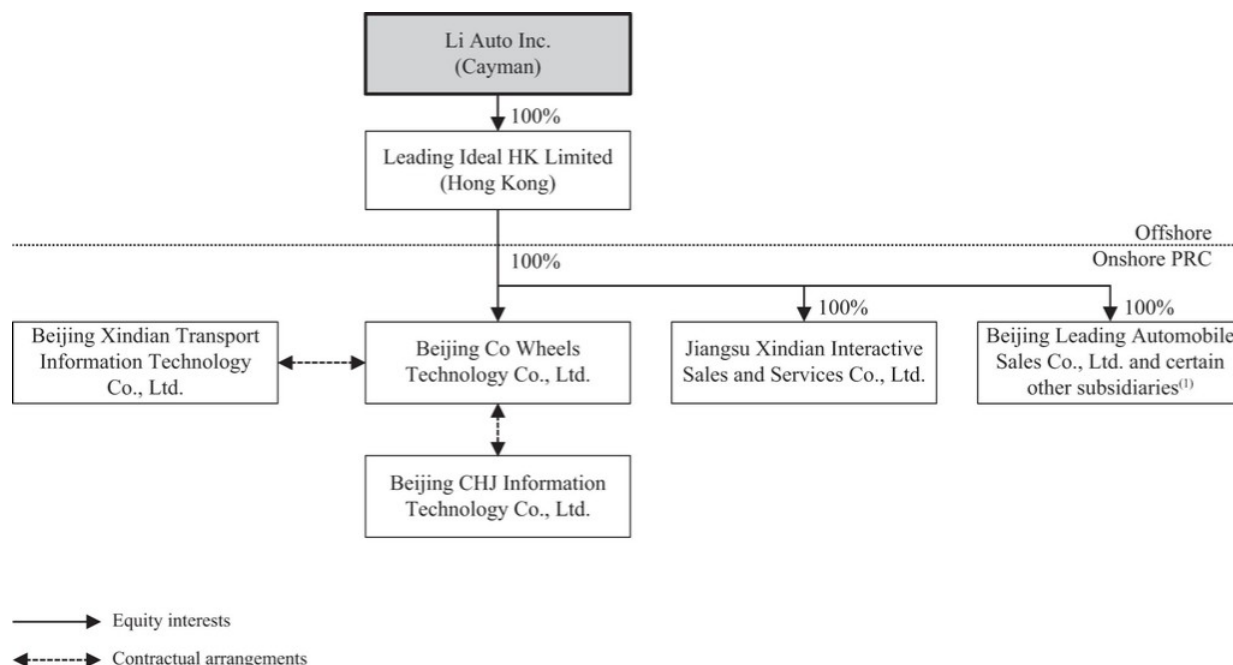 Li Auto Inc.
(Cayman)
100%
Leading Ideal HK Limited
(Hong Kong)
Offshore
100%
Onshore PRC
100%
100%
Beijing Xindian Transport
Information Technology
Co., Ltd.
Beijing Co Wheels
Technology Co., Ltd.
Jiangsu Xindian Interactive
Sales and Services Co., Ltd.
Beijing Leading Automobile
Sales Co., Ltd. and certain
other subsidiaries(1)
Beijing CHJ Information
Technology Co., Ltd.
Equity interests
Contractual arrangements